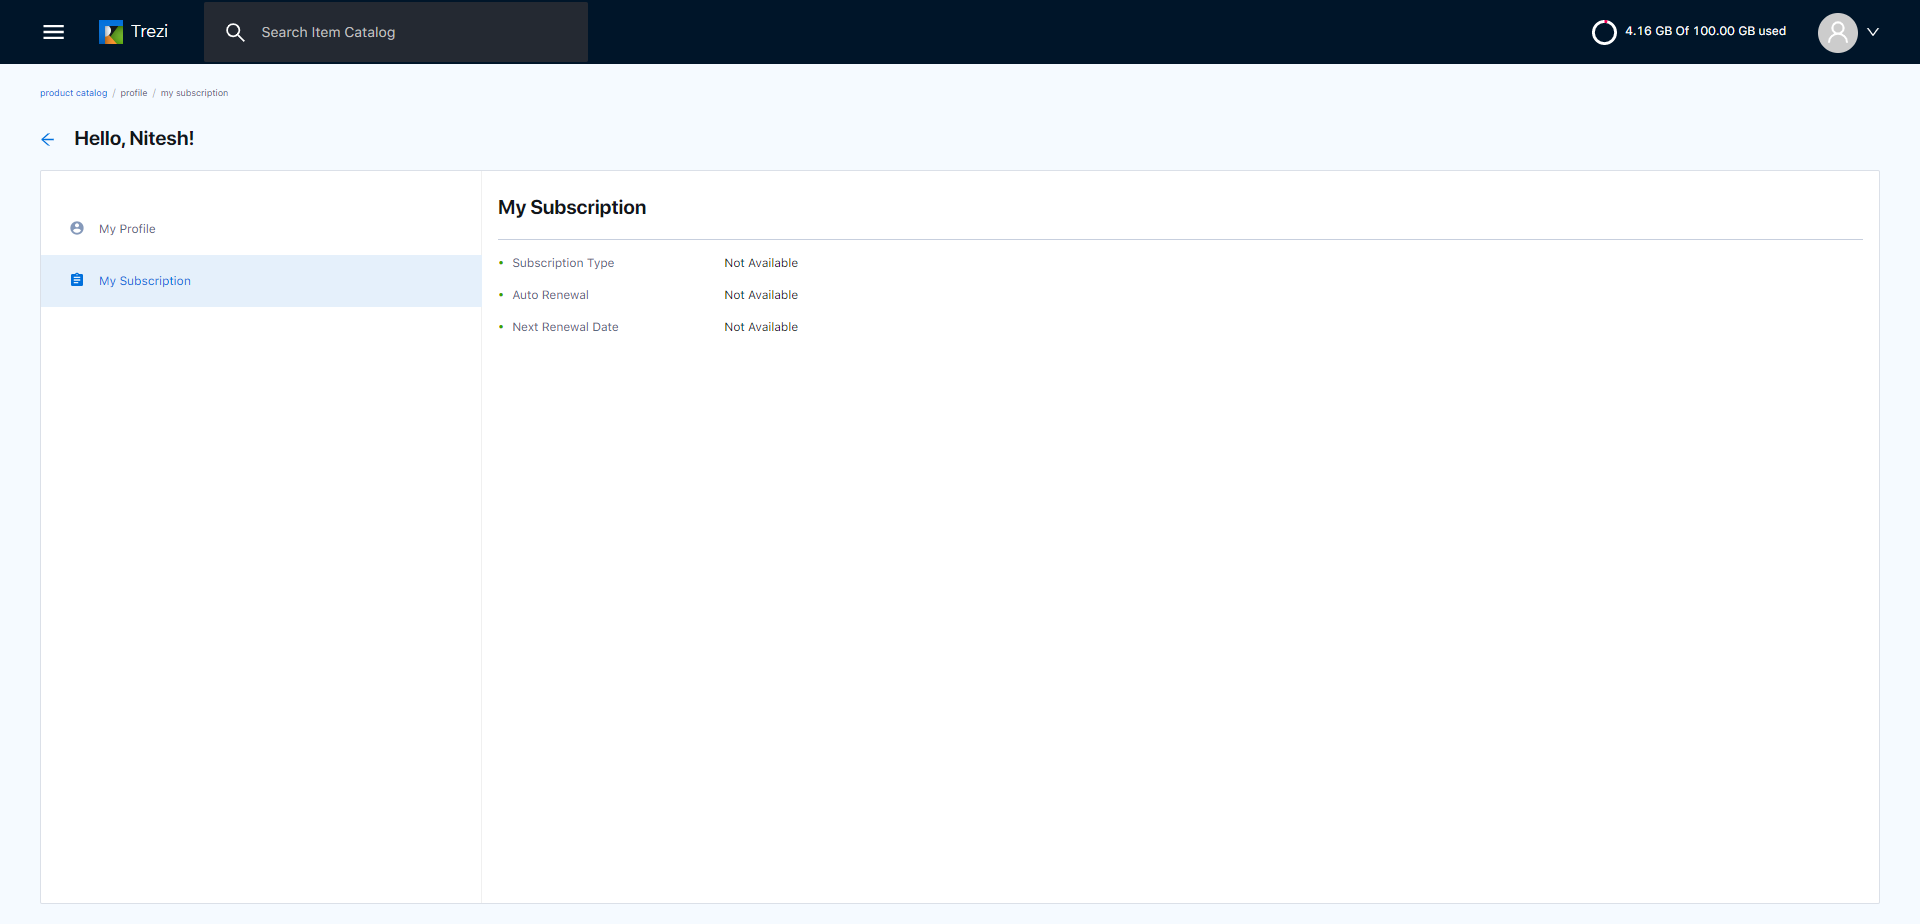 Trezi
Search Item Catalog
4.16 GB Of 100.00 GB used
product catalog / profile / my subscription
Hello, Nitesh!
My Profile
My Subscription
My Subscription
• Subscription Type Not Available
• Auto Renewal Not Available
• Next Renewal Date Not Available